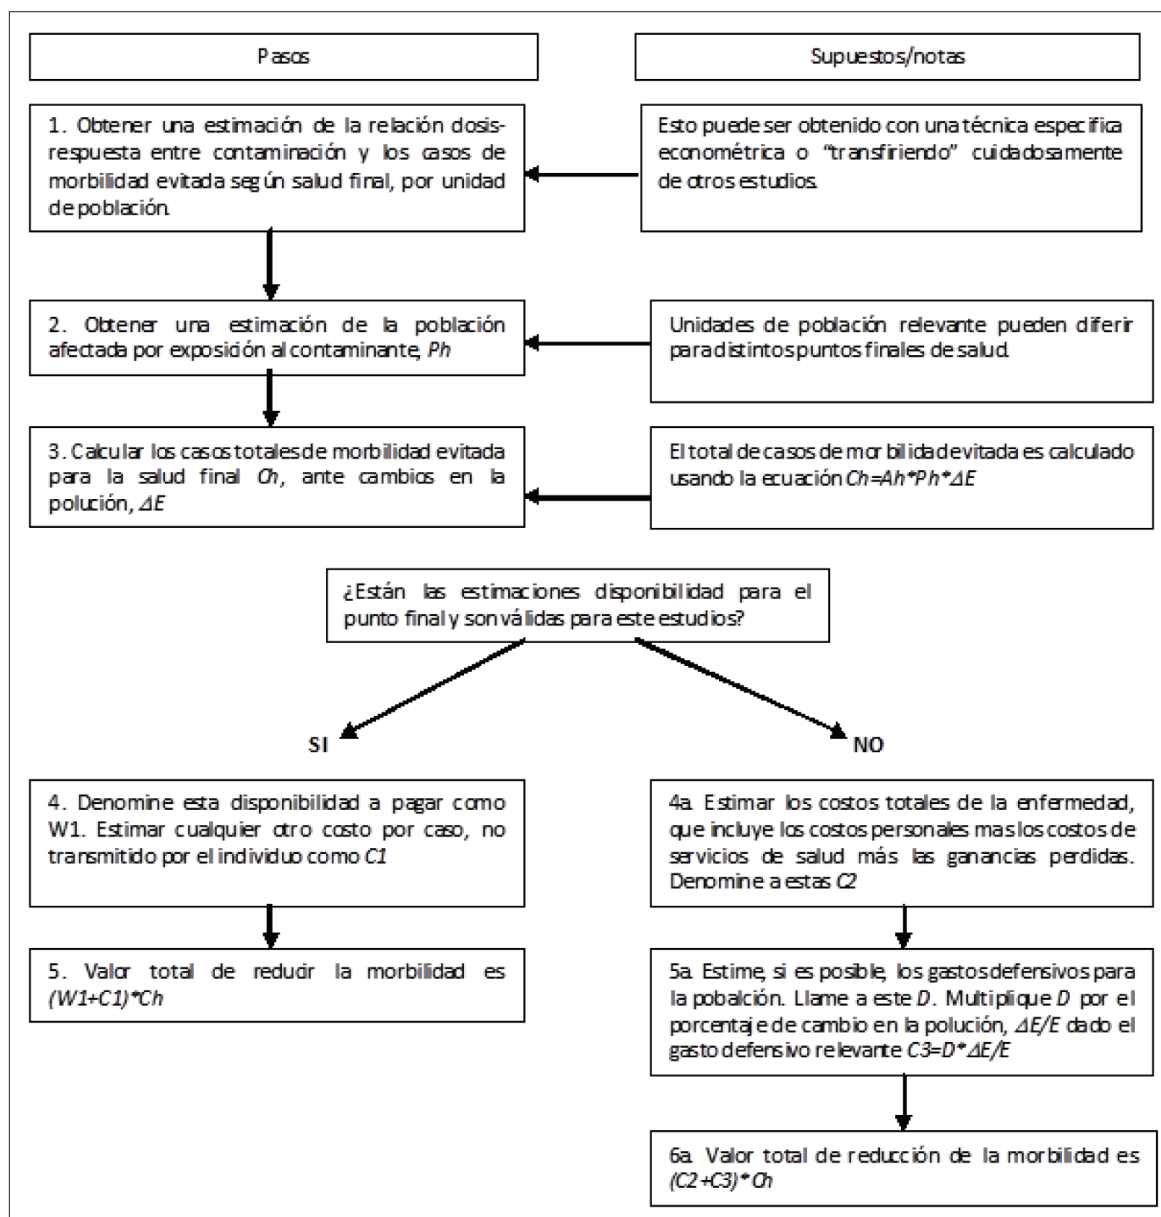 Pasos
Supuestos/notas
1. Obtener una estimación de la relación dosis-
respuesta entre contaminación y los casos de
morbilidad evitada según salud final, por unidad
de población.
Esto puede ser obtenido con una técnica específica
econométrica o “transfiriendo” cuidadosamente
de otros estudios.
2. Obtener una estimación de la población
afectada por exposición al contaminante, Ph
Unidades de población relevante pueden diferir
para distintos puntos finales de salud.
3. Calcular los casos totales de morbilidad evitada
para la salud final Ch, ante cambios en la
polución, ΔE
El total de casos de morbilidad evitada es calculado
usando la ecuación Ch=Ah*Ph*ΔE
¿Están las estimaciones disponibilidad para el
punto final y son válidas para este estudios?
SI
NO
4. Denomine esta disponibilidad a pagar como
W1. Estimar cualquier otro costo por caso, no
transmitido por el individuo como C1
4a. Estimar los costos totales de la enfermedad,
que incluye los costos personales mas los costos de
servicios de salud más las ganancias perdidas.
Denomine a estas C2
5. Valor total de reducir la morbilidad es
(W1+C1)*Ch
5a. Estime, si es posible, los gastos defensivos para
la pobalción. Llame a este D. Multiplique D por el
porcentaje de cambio en la polución, ΔE/E dado el
gasto defensivo relevante C3=D*ΔE/E
6a. Valor total de reducción de la morbilidad es
(C2+C3)*Ch